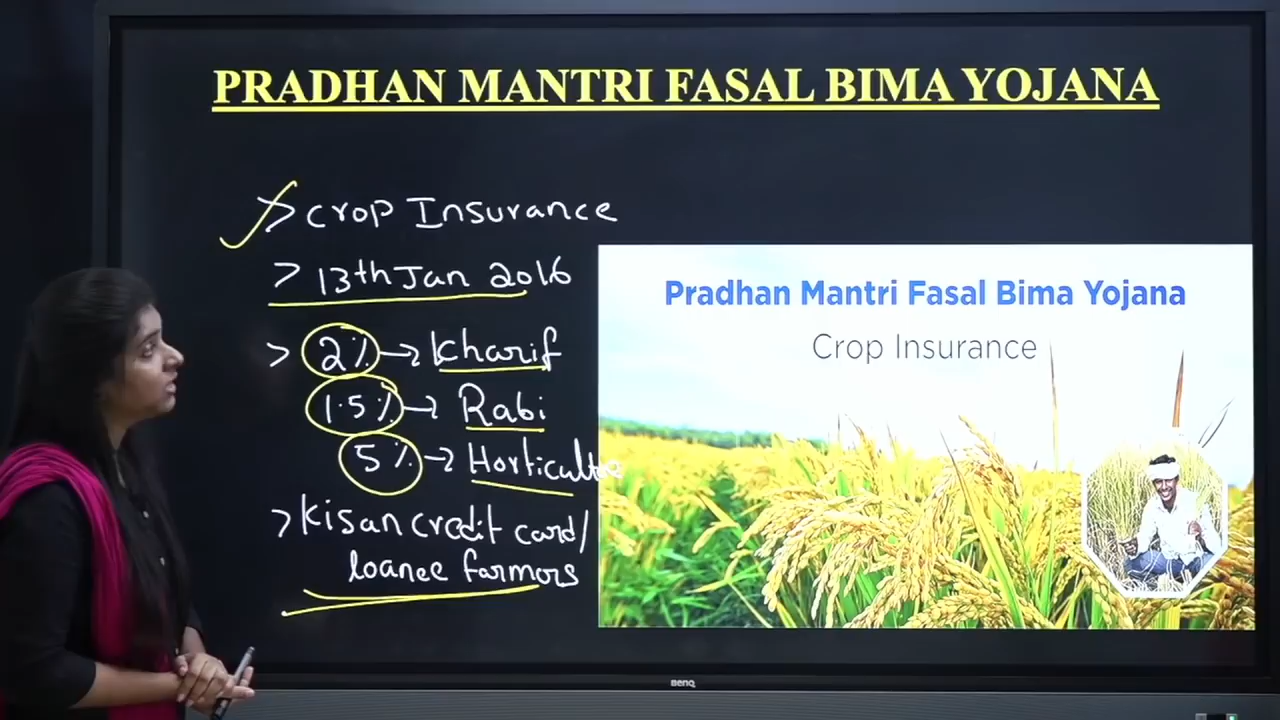 PRADHAN MANTRI FASAL BIMA YOJANA
> Crop Insurance
> 13th Jan 2016
> 2% → Kharif
1.5% → Rabi
5% → Horticulture
> Kisan credit card/
loanee farmors
Pradhan Mantri Fasal Bima Yojana
Crop Insurance
BenQ